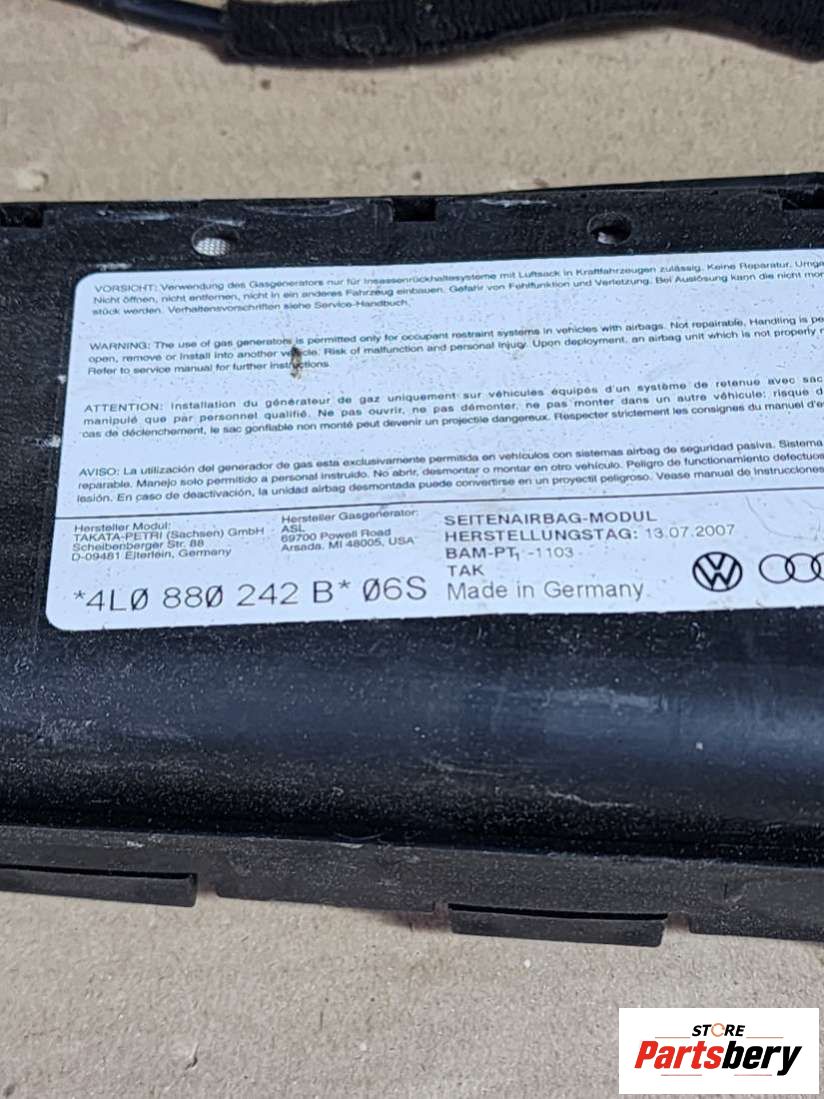 VORSICHT: Verwendung des Gasgenerators nur für Insassenrückhaltesysteme mit Luftsack in Kraftfahrzeugen zulässig. Keine Reparatur. Umga
Nicht öffnen, nicht entfernen, nicht in ein anderes Fahrzeug einbauen. Gefahr von Fehlfunktion und Verletzung. Bei Auslösung kann die nicht mon
stück werden. Verhaltensvorschriften siehe Service-Handbuch.
WARNING: The use of gas generators is permitted only for occupant restraint systems in vehicles with airbags. Not repairable. Handling is pe
open, remove or install into another vehicle. Risk of malfunction and personal injury. Upon deployment, an airbag unit which is not properly
Refer to service manual for further instructions.
ATTENTION: Installation du générateur de gaz uniquement sur véhicules équipés d'un système de retenue avec sac
manipulé que par personnel qualifié. Ne pas ouvrir, ne pas démonter, ne pas monter dans un autre véhicule: risque d
cas de déclenchement, le sac gonflable non monté peut devenir un projectile dangereux. Respecter strictement les consignes du manuel d'e
AVISO: La utilización del generador de gas esta exclusivamente permitida en vehículos con sistemas airbag de seguridad pasiva. Sistema
reparable. Manejo solo permitido a personal instruido. No abrir, desmontar o montar en otro vehículo. Peligro de funcionamiento defectuos
lesión. En caso de deactivación, la unidad airbag desmontada puede convertirse en un proyectil peligroso. Vease manual de instrucciones
Hersteller Modul:
TAKATA-PETRI (Sachsen) GmbH
Scheibenberger Str. 88
D-09481 Elterlein, Germany
Hersteller Gasgenerator:
ASL
69700 Powell Road
Armada, MI 48005, USA
SEITENAIRBAG-MODUL
HERSTELLUNGSTAG: 13.07.2007
BAM-PT1-1103
TAK
Made in Germany
*4L0 880 242 B* 06S
STORE
Partsbery